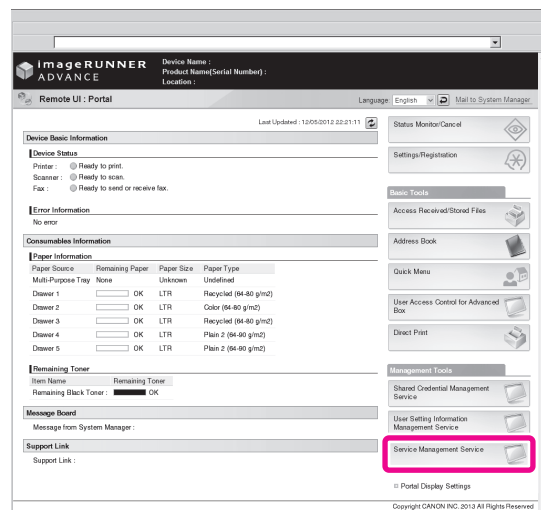 imageRUNNER
ADVANCE
Device Name :
Product Name(Serial Number) :
Location :
Remote UI : Portal
Language: English Mail to System Manager
Last Updated : 12/05/2012 22:21:11
Device Basic Information
Device Status
Printer : Ready to print.
Scanner : Ready to scan.
Fax : Ready to send or receive fax.
Error Information
No error
Consumables Information
Paper Information
Paper Source Remaining Paper Paper Size Paper Type
Multi-Purpose Tray None Unknown Undefined
Drawer 1 OK LTR Recycled (64-80 g/m2)
Drawer 2 OK LTR Color (64-80 g/m2)
Drawer 3 OK LTR Recycled (64-80 g/m2)
Drawer 4 OK LTR Plain 2 (64-90 g/m2)
Drawer 5 OK LTR Plain 2 (64-90 g/m2)
Remaining Toner
Item Name Remaining Toner
Remaining Black Toner : OK
Message Board
Message from System Manager :
Support Link
Support Link :
Status Monitor/Cancel
Settings/Registration
Basic Tools
Access Received/Stored Files
Address Book
Quick Menu
User Access Control for Advanced
Box
Direct Print
Management Tools
Shared Credential Management
Service
User Setting Information
Management Service
Service Management Service
Portal Display Settings
Copyright CANON INC. 2013 All Rights Reserved